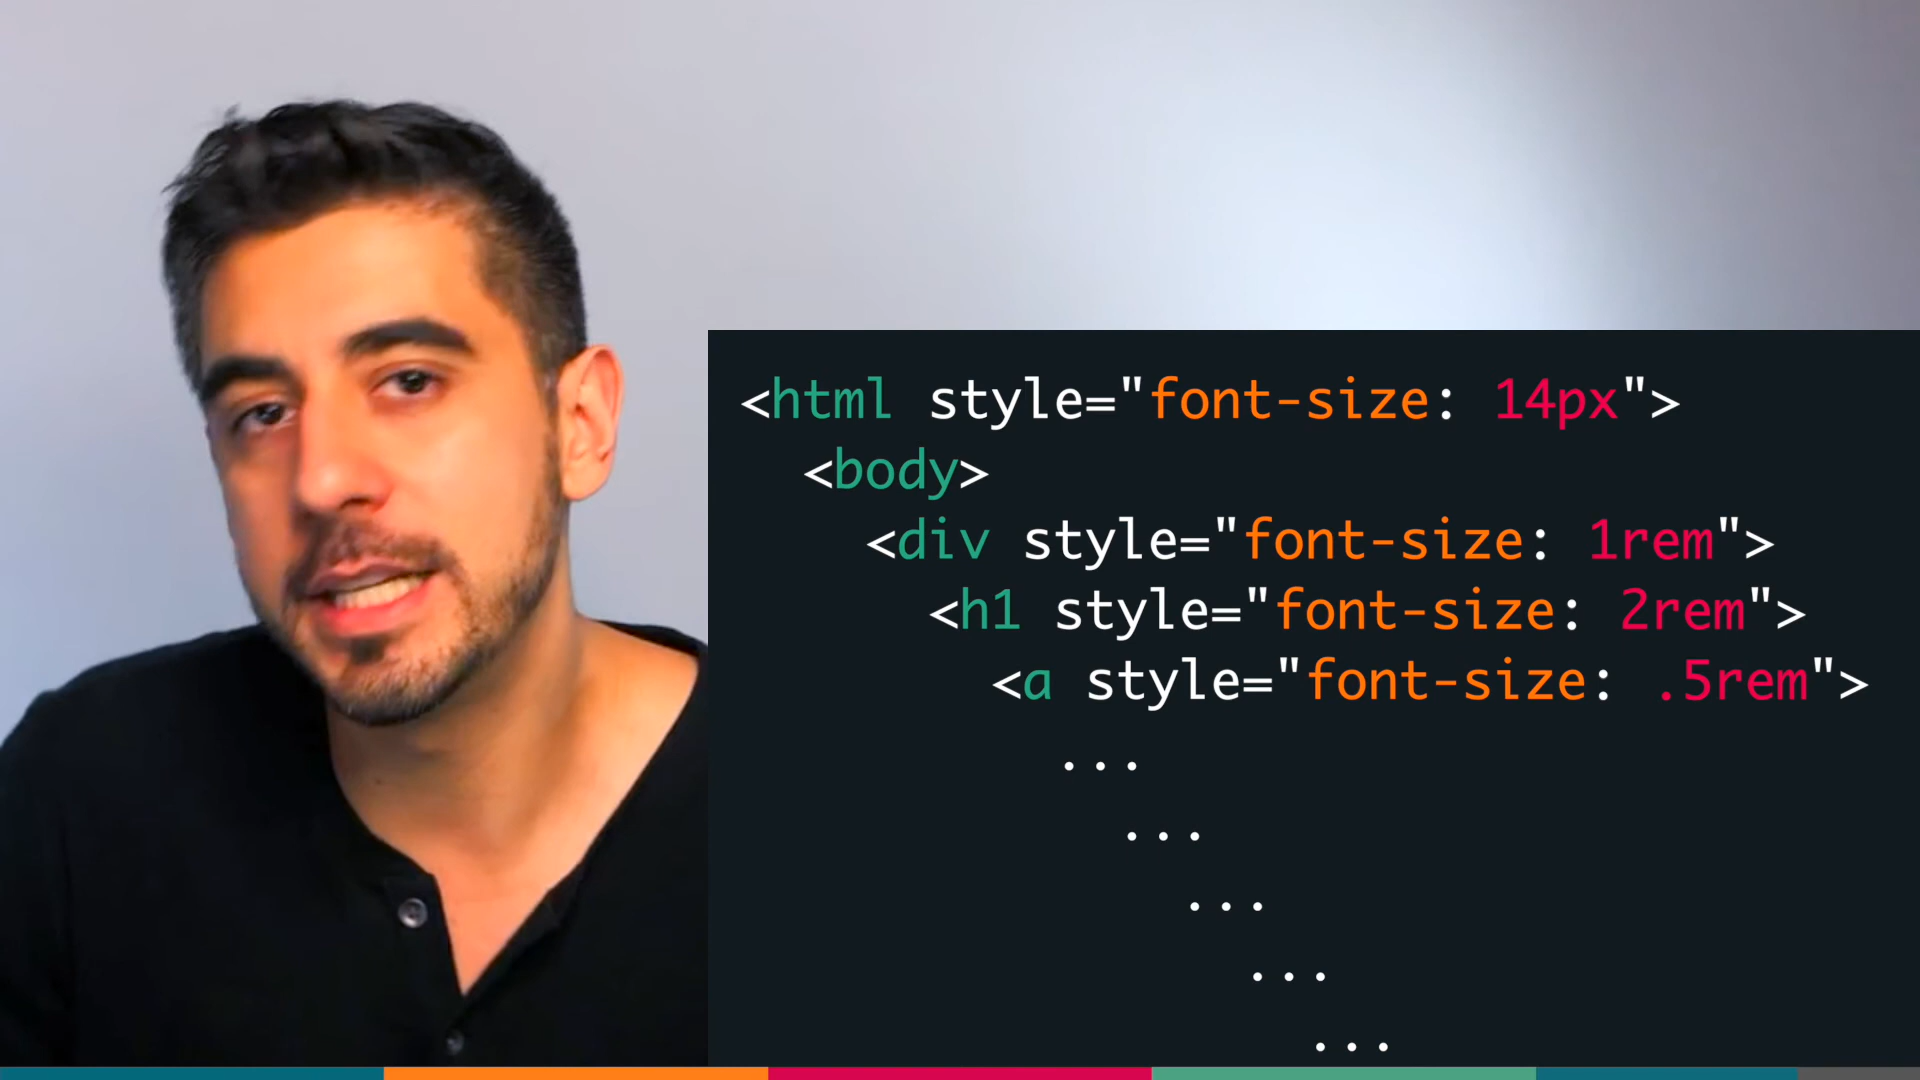 <html style="font-size: 14px">
<body>
<div style="font-size: 1rem">
<h1 style="font-size: 2rem">
<a style="font-size: .5rem">
...
...
...
...
...